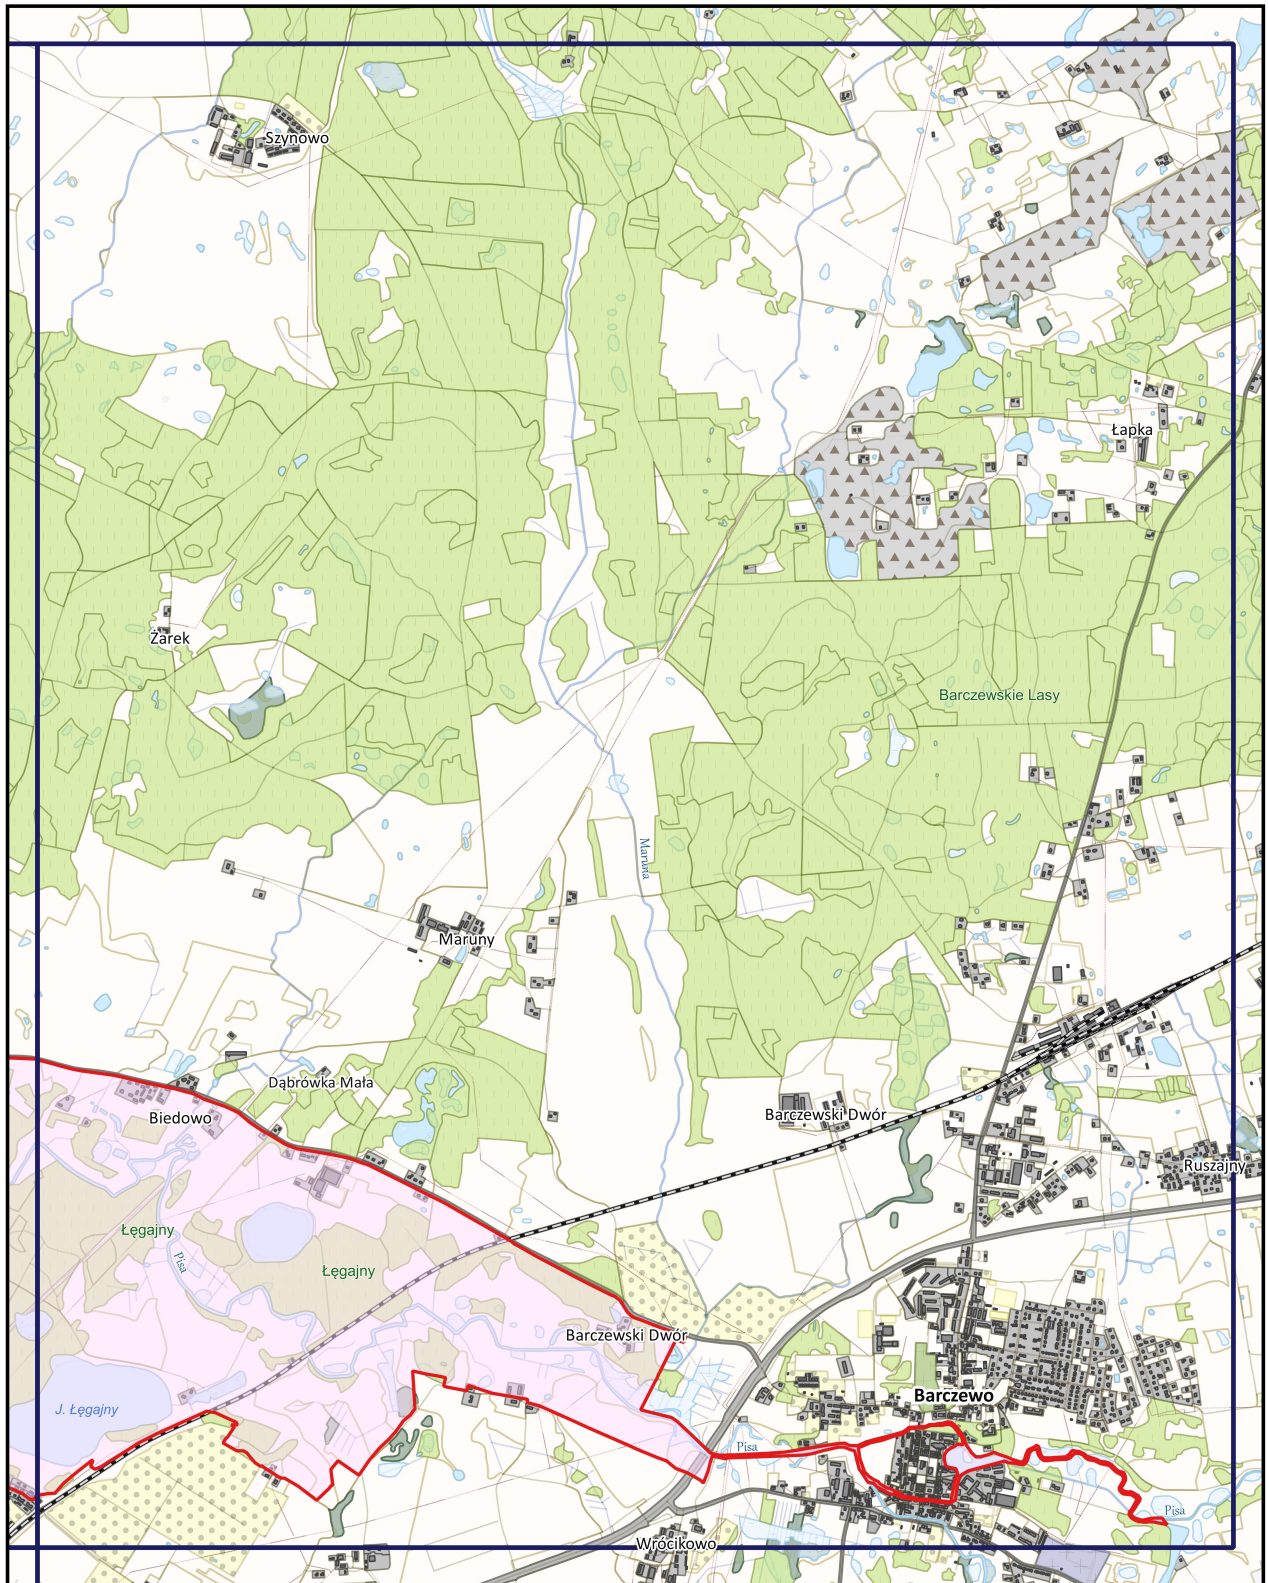 Szynowo
Łapka
Żarek
Barczewskie Lasy
Maruna
Maruny
Dąbrówka Mała
Biedowo
Barczewski Dwór
Ruszajny
Łęgajny
Pisa
Łęgajny
Barczewski Dwór
Barczewo
J. Łęgajny
Pisa
Pisa
Wrócikowo